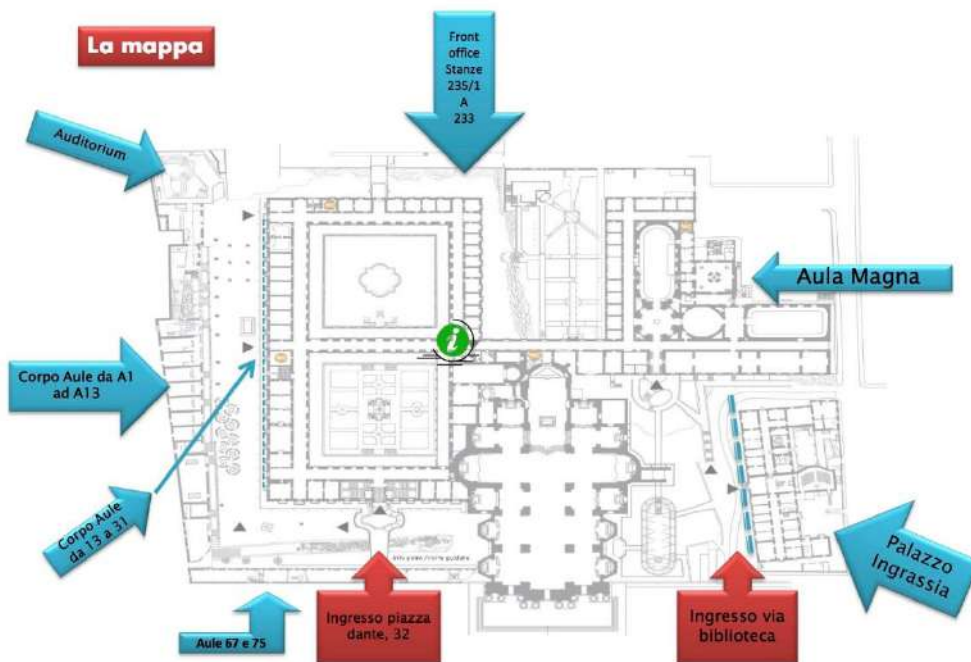 La mappa
Front
office
Stanze
235/1
A
233
Auditorium
Aula Magna
Corpo Aule da A1
ad A13
Corpo Aule
da 13 a 31
Palazzo
Ingrassia
Ingresso piazza
dante, 32
Ingresso via
biblioteca
Aule 67 e 75
i